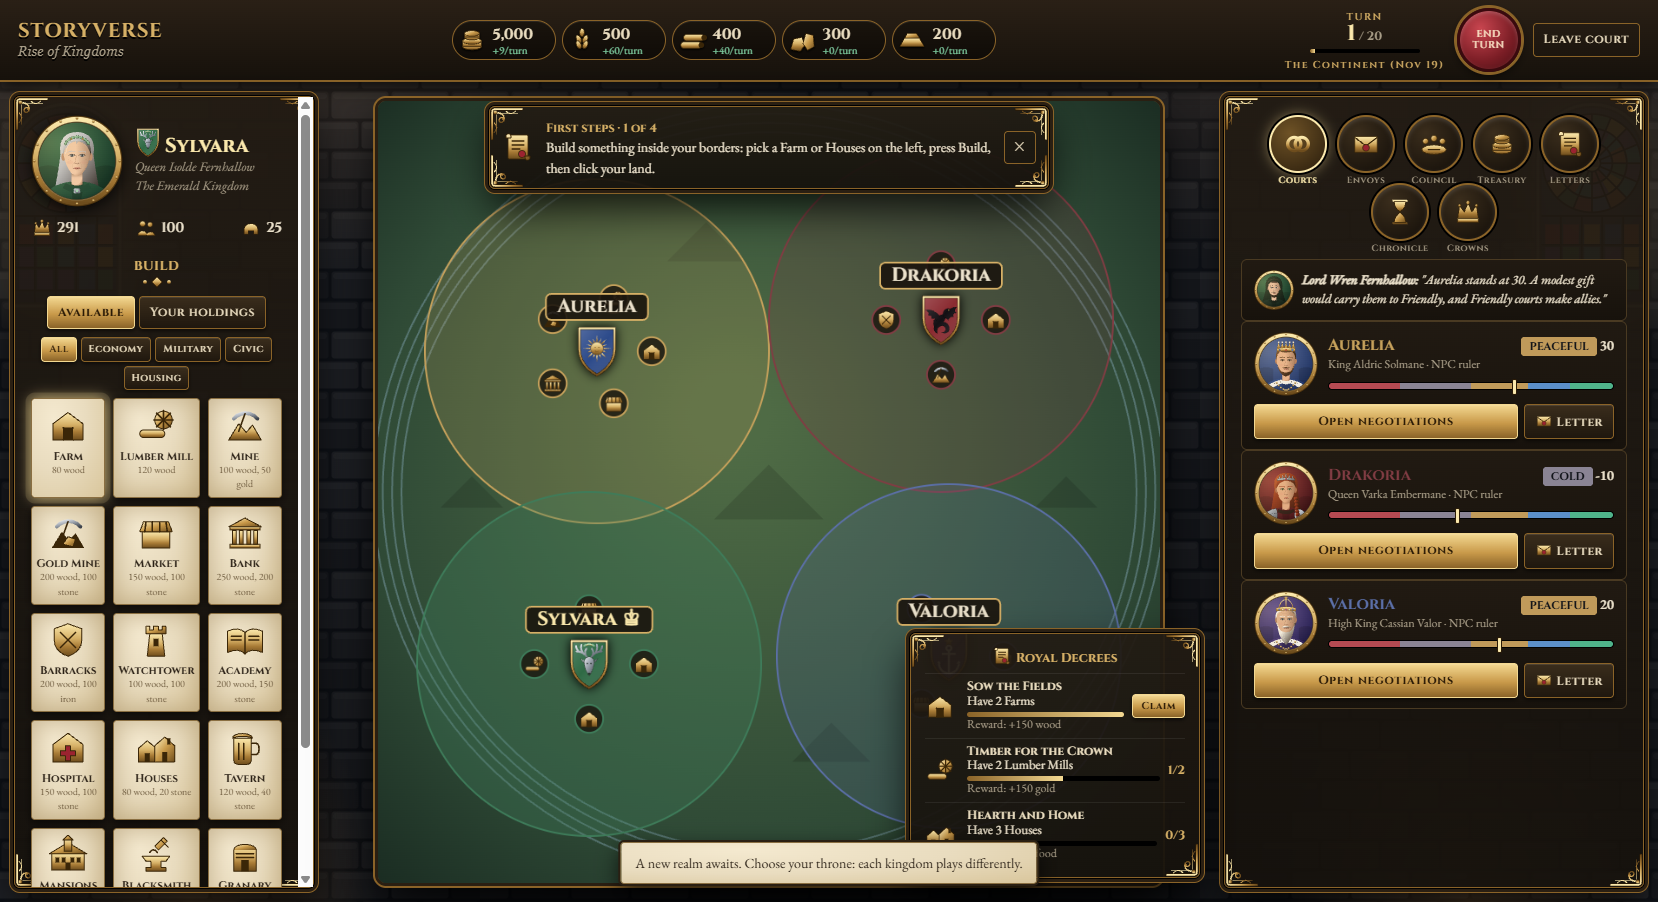 STORYVERSE
Rise of Kingdoms
5,000
+9/turn
500
+60/turn
400
+40/turn
300
+0/turn
200
+0/turn
TURN
1 / 20
THE CONTINENT (NOV 19)
END
TURN
LEAVE COURT
SYLVARA
Queen Isolde Fernhallow
The Emerald Kingdom
291
100
25
BUILD
AVAILABLE
YOUR HOLDINGS
ALL
ECONOMY
MILITARY
CIVIC
HOUSING
FARM
80 wood
LUMBER MILL
120 wood
MINE
100 wood, 50
gold
GOLD MINE
200 wood, 100
stone
MARKET
150 wood, 100
stone
BANK
250 wood, 200
stone
BARRACKS
200 wood, 100
iron
WATCHTOWER
100 wood, 100
stone
ACADEMY
200 wood, 150
stone
HOSPITAL
150 wood, 100
stone
HOUSES
80 wood, 20 stone
TAVERN
120 wood, 40
stone
MANSIONS
BLACKSMITH
GRANARY
FIRST STEPS · 1 OF 4
Build something inside your borders: pick a Farm or Houses on the left, press Build,
then click your land.
×
AURELIA
DRAKORIA
SYLVARA
VALORIA
ROYAL DECREES
SOW THE FIELDS
Have 2 Farms
Reward: +150 wood
CLAIM
TIMBER FOR THE CROWN
Have 2 Lumber Mills
1/2
Reward: +150 gold
HEARTH AND HOME
Have 3 Houses
0/3
ood
A new realm awaits. Choose your throne: each kingdom plays differently.
COURTS
ENVOYS
COUNCIL
TREASURY
LETTERS
CHRONICLE
CROWNS
Lord Wren Fernhallow: "Aurelia stands at 30. A modest gift
would carry them to Friendly, and Friendly courts make allies."
AURELIA
PEACEFUL 30
King Aldric Solmane · NPC ruler
OPEN NEGOTIATIONS
LETTER
DRAKORIA
COLD -10
Queen Varka Embermane · NPC ruler
OPEN NEGOTIATIONS
LETTER
VALORIA
PEACEFUL 20
High King Cassian Valor · NPC ruler
OPEN NEGOTIATIONS
LETTER